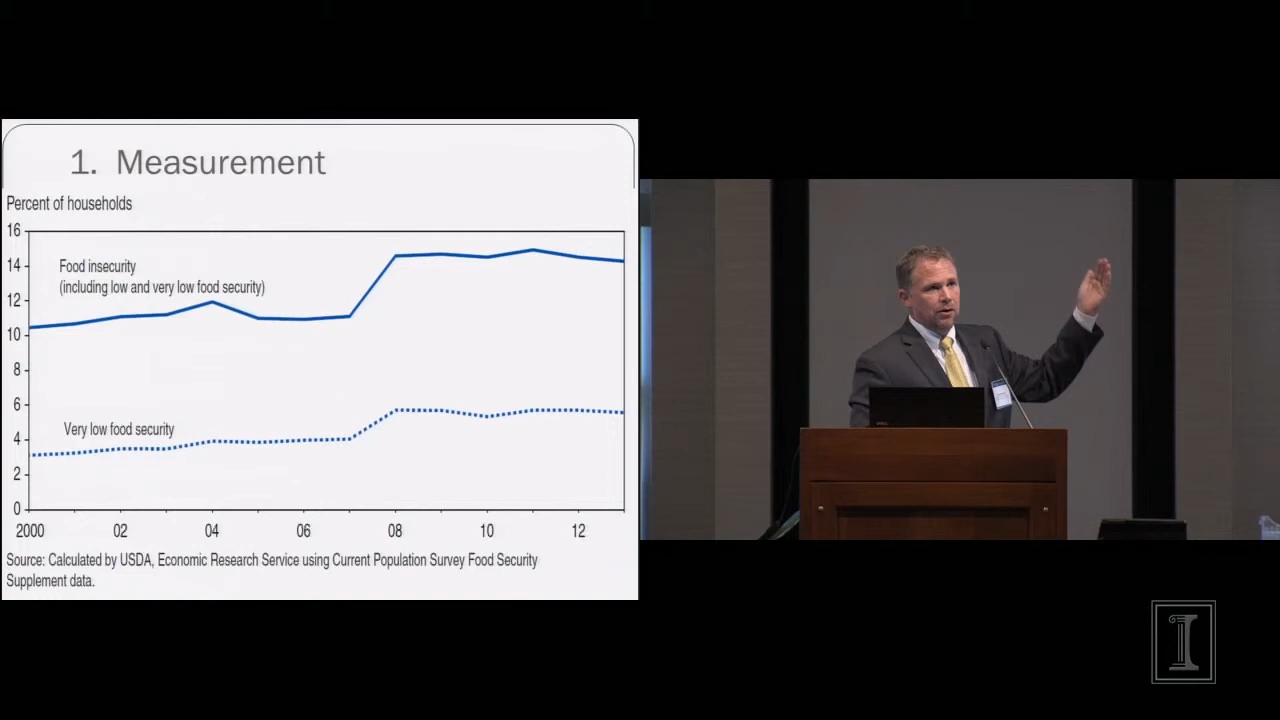 1. Measurement
Percent of households
16
14
12
10
8
6
4
2
0
Food insecurity
(including low and very low food security)
Very low food security
2000 02 04 06 08 10 12
Source: Calculated by USDA, Economic Research Service using Current Population Survey Food Security
Supplement data.
I